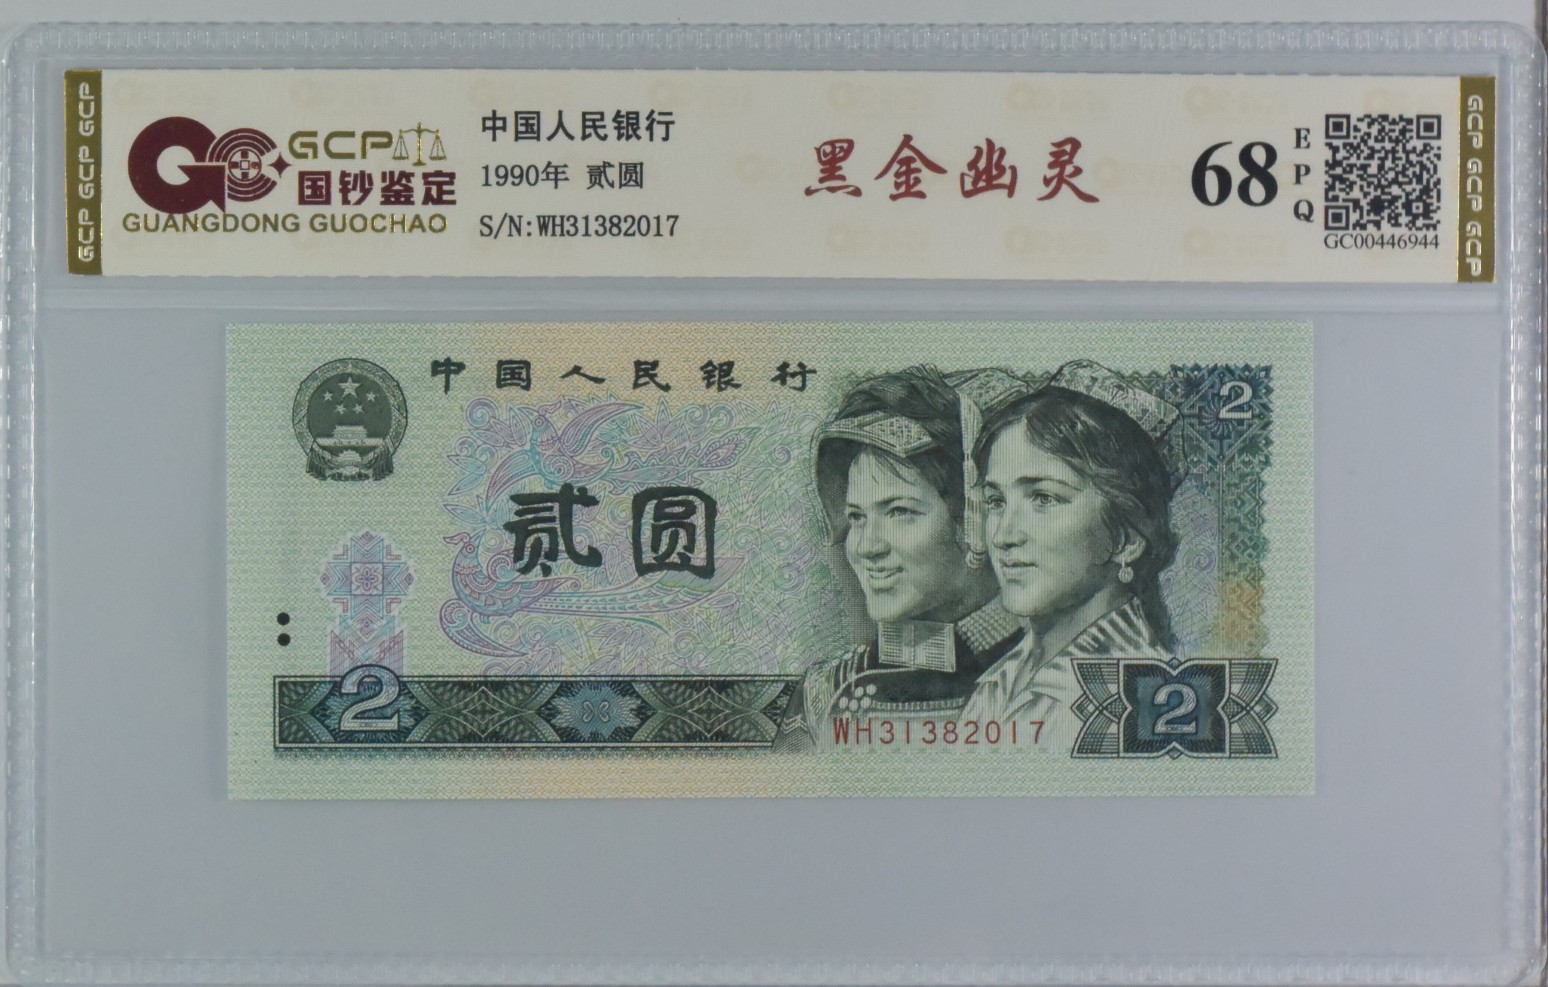 GCP GCP GCP
GCP
国钞鉴定
GUANGDONG GUOCHAO
中国人民银行
1990年 贰圆
S/N:WH31382017
黑金幽灵
68
EPQ
GC00446944
GCP GCP GCP
中国人民银行
2
贰圆
2
WH31382017
2